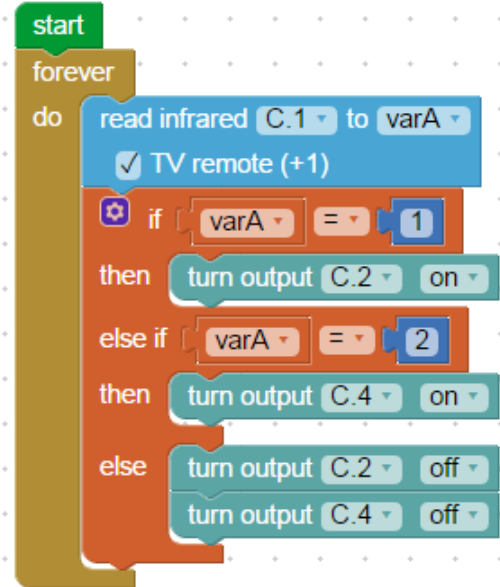 start
forever
do read infrared C.1 to varA
TV remote (+1)
if varA = 1
then turn output C.2 on
else if varA = 2
then turn output C.4 on
else turn output C.2 off
turn output C.4 off